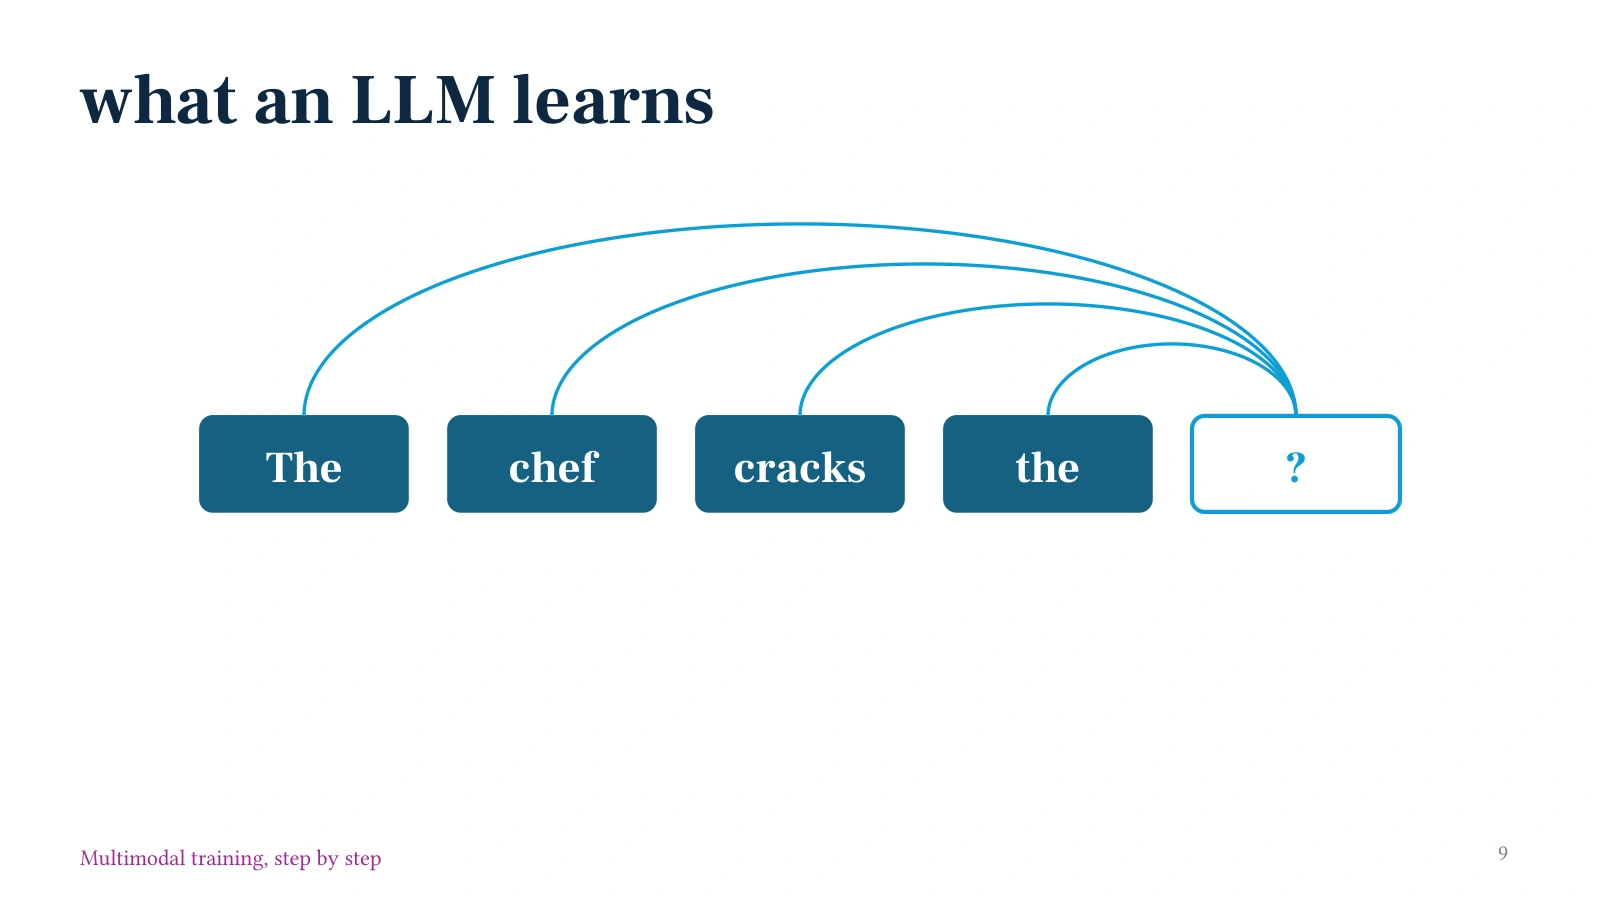 what an LLM learns
The chef cracks the ?
Multimodal training, step by step
9